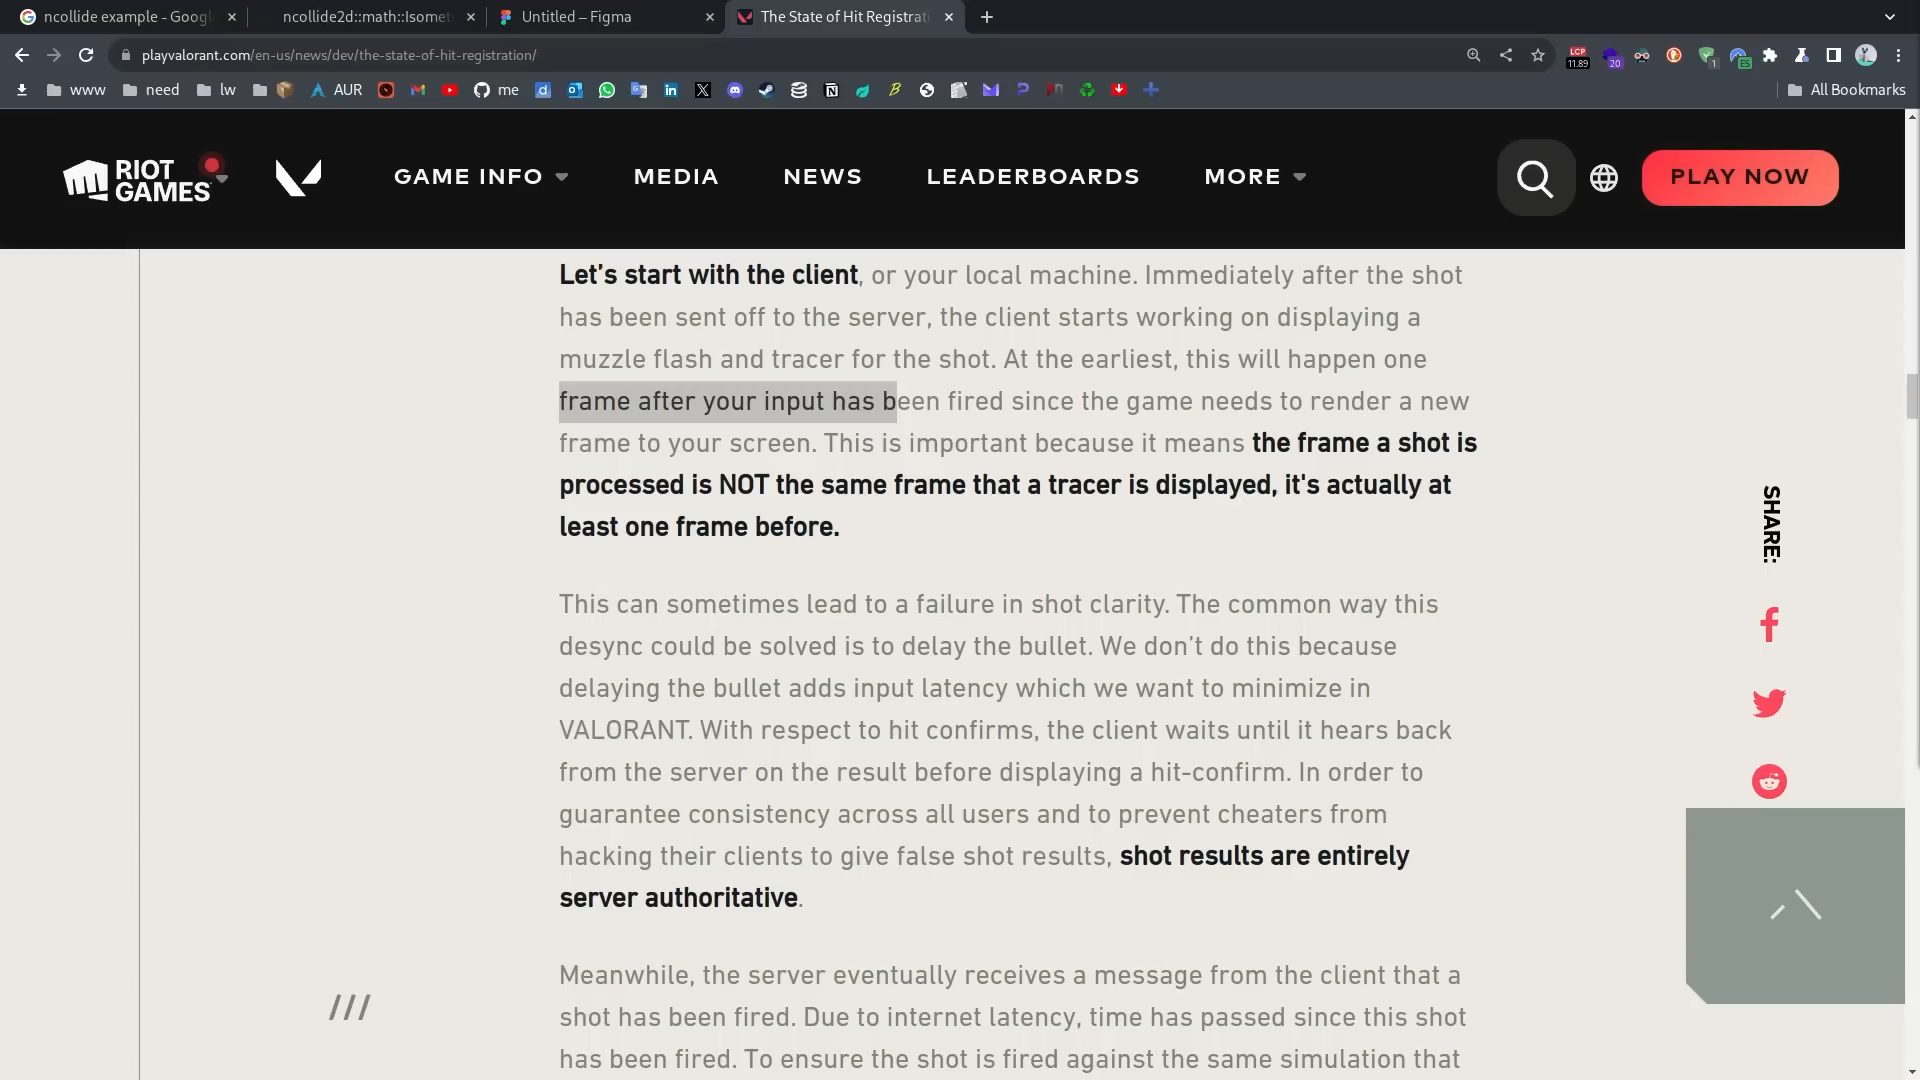 ncollide example - Googl
ncollide2d::math::Isomet
Untitled – Figma
The State of Hit Registrati
playvalorant.com/en-us/news/dev/the-state-of-hit-registration/
LCP
11.89
20
1
ES
www
need
lw
AUR
me
All Bookmarks
RIOT
GAMES
GAME INFO
MEDIA
NEWS
LEADERBOARDS
MORE
PLAY NOW
Let’s start with the client, or your local machine. Immediately after the shot
has been sent off to the server, the client starts working on displaying a
muzzle flash and tracer for the shot. At the earliest, this will happen one
frame after your input has been fired since the game needs to render a new
frame to your screen. This is important because it means the frame a shot is
processed is NOT the same frame that a tracer is displayed, it's actually at
least one frame before.
This can sometimes lead to a failure in shot clarity. The common way this
desync could be solved is to delay the bullet. We don’t do this because
delaying the bullet adds input latency which we want to minimize in
VALORANT. With respect to hit confirms, the client waits until it hears back
from the server on the result before displaying a hit-confirm. In order to
guarantee consistency across all users and to prevent cheaters from
hacking their clients to give false shot results, shot results are entirely
server authoritative.
Meanwhile, the server eventually receives a message from the client that a
shot has been fired. Due to internet latency, time has passed since this shot
has been fired. To ensure the shot is fired against the same simulation that
SHARE:
///